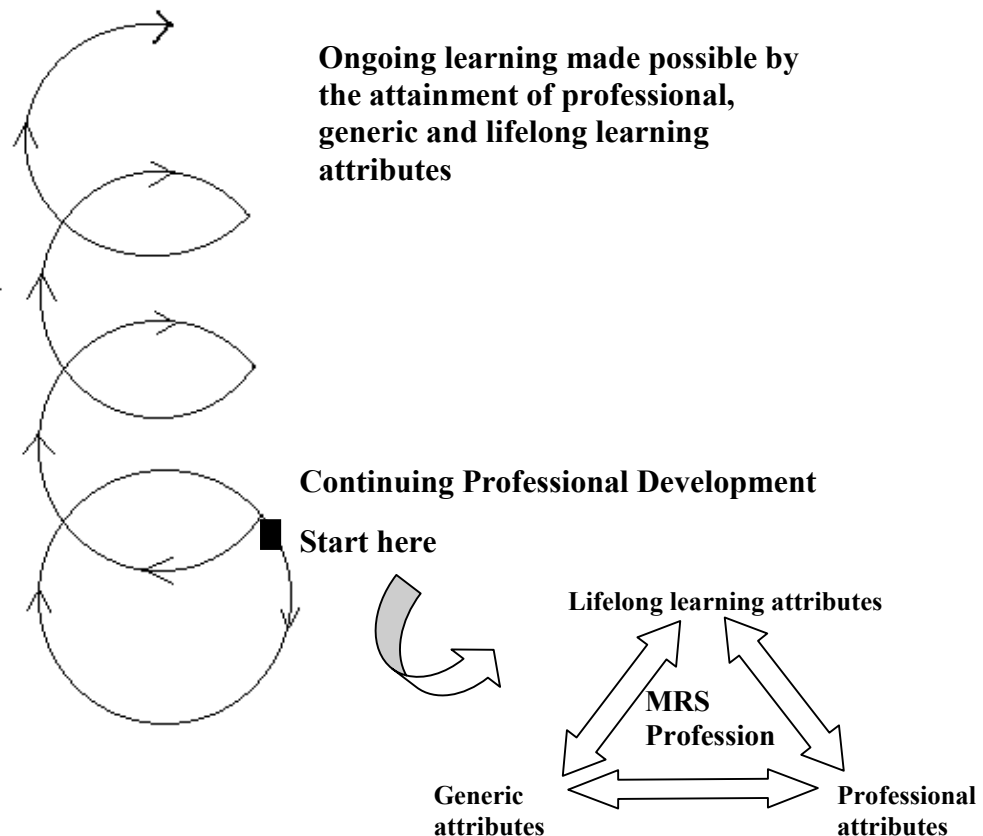 Ongoing learning made possible by
the attainment of professional,
generic and lifelong learning
attributes
Continuing Professional Development
Start here
Lifelong learning attributes
MRS
Profession
Generic
attributes
Professional
attributes